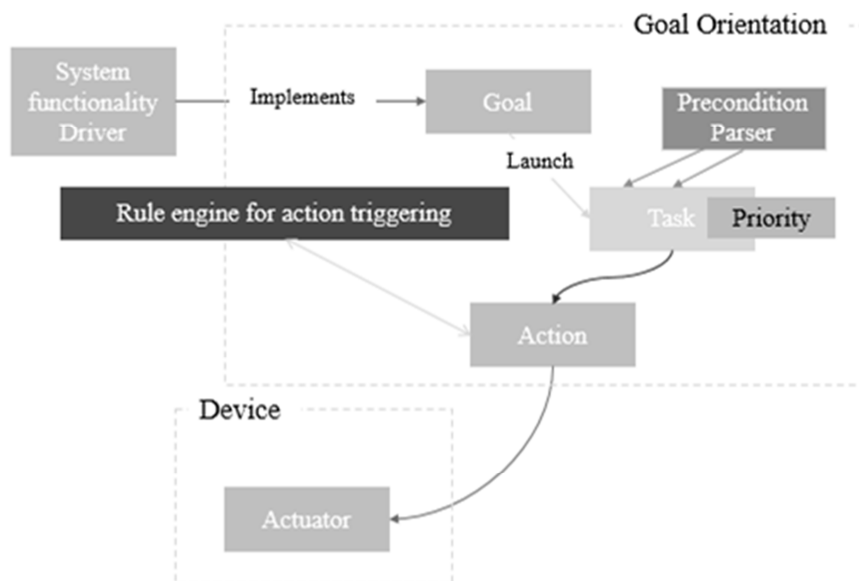 Goal Orientation
System
functionality
Driver
Implements
Goal
Precondition
Parser
Launch
Rule engine for action triggering
Task
Priority
Action
Device
Actuator